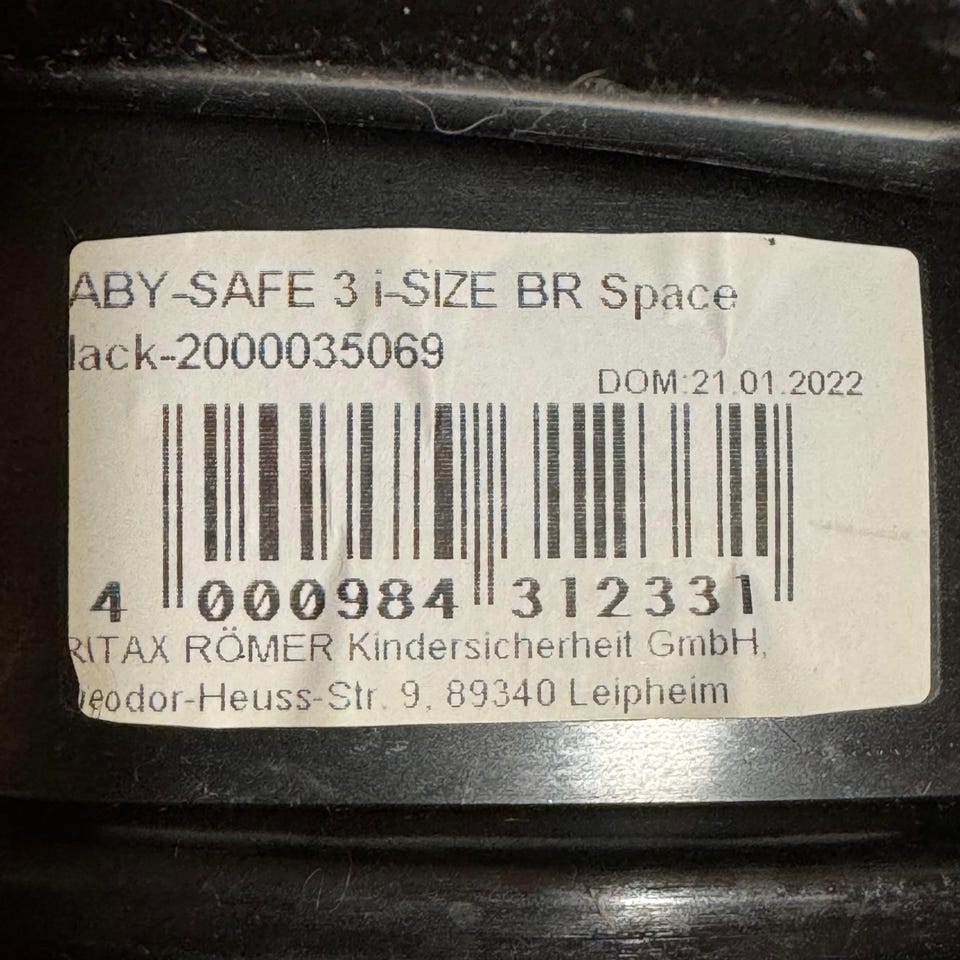 ABY-SAFE 3 i-SIZE BR Space
lack-2000035069
DOM:21.01.2022
4 000984 312331
RITAX RÖMER Kindersicherheit GmbH,
heodor-Heuss-Str. 9, 89340 Leipheim